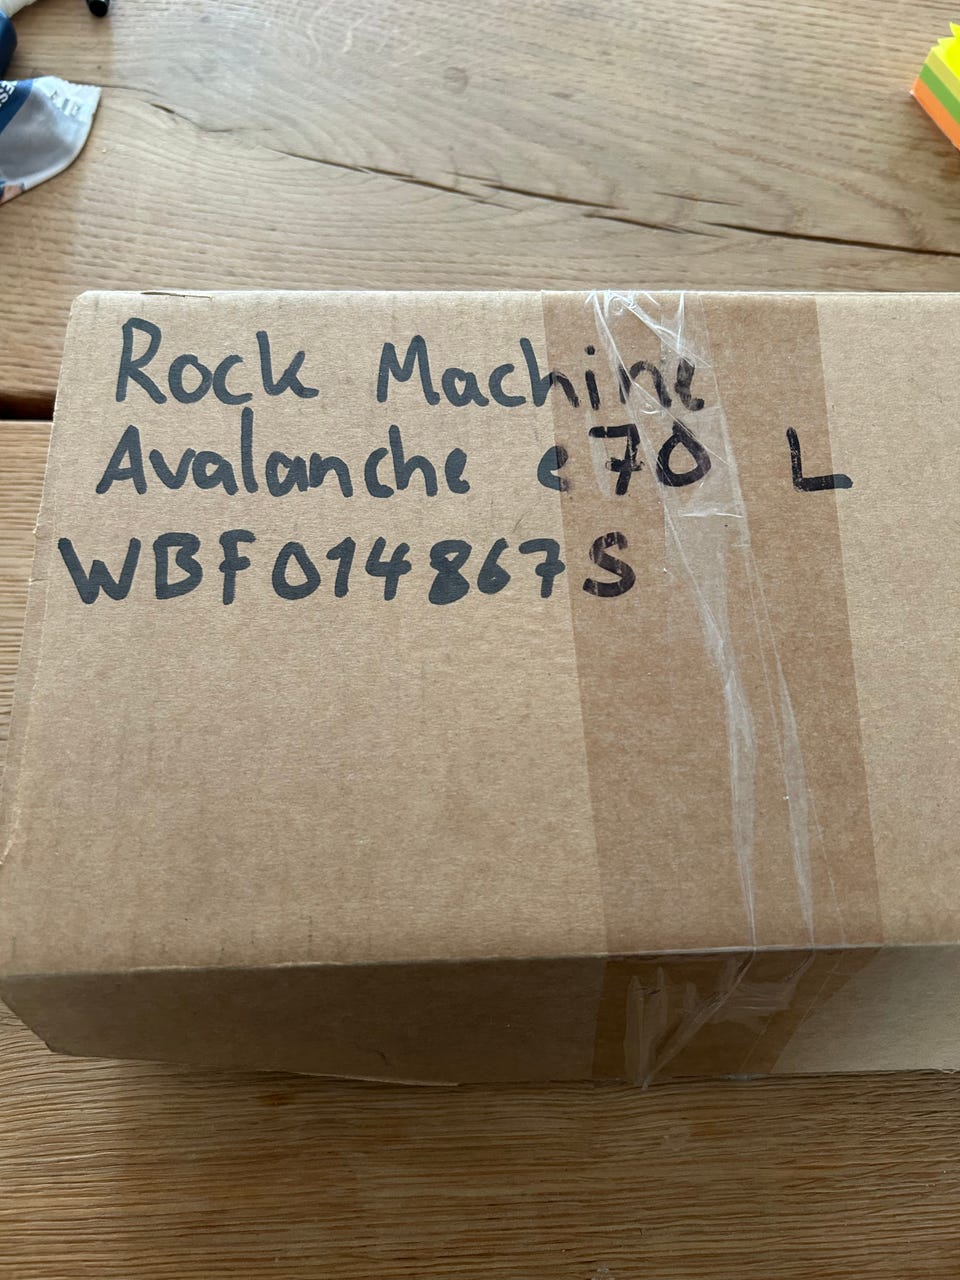 Rock Machine
Avalanche e70 L
WBF014867S